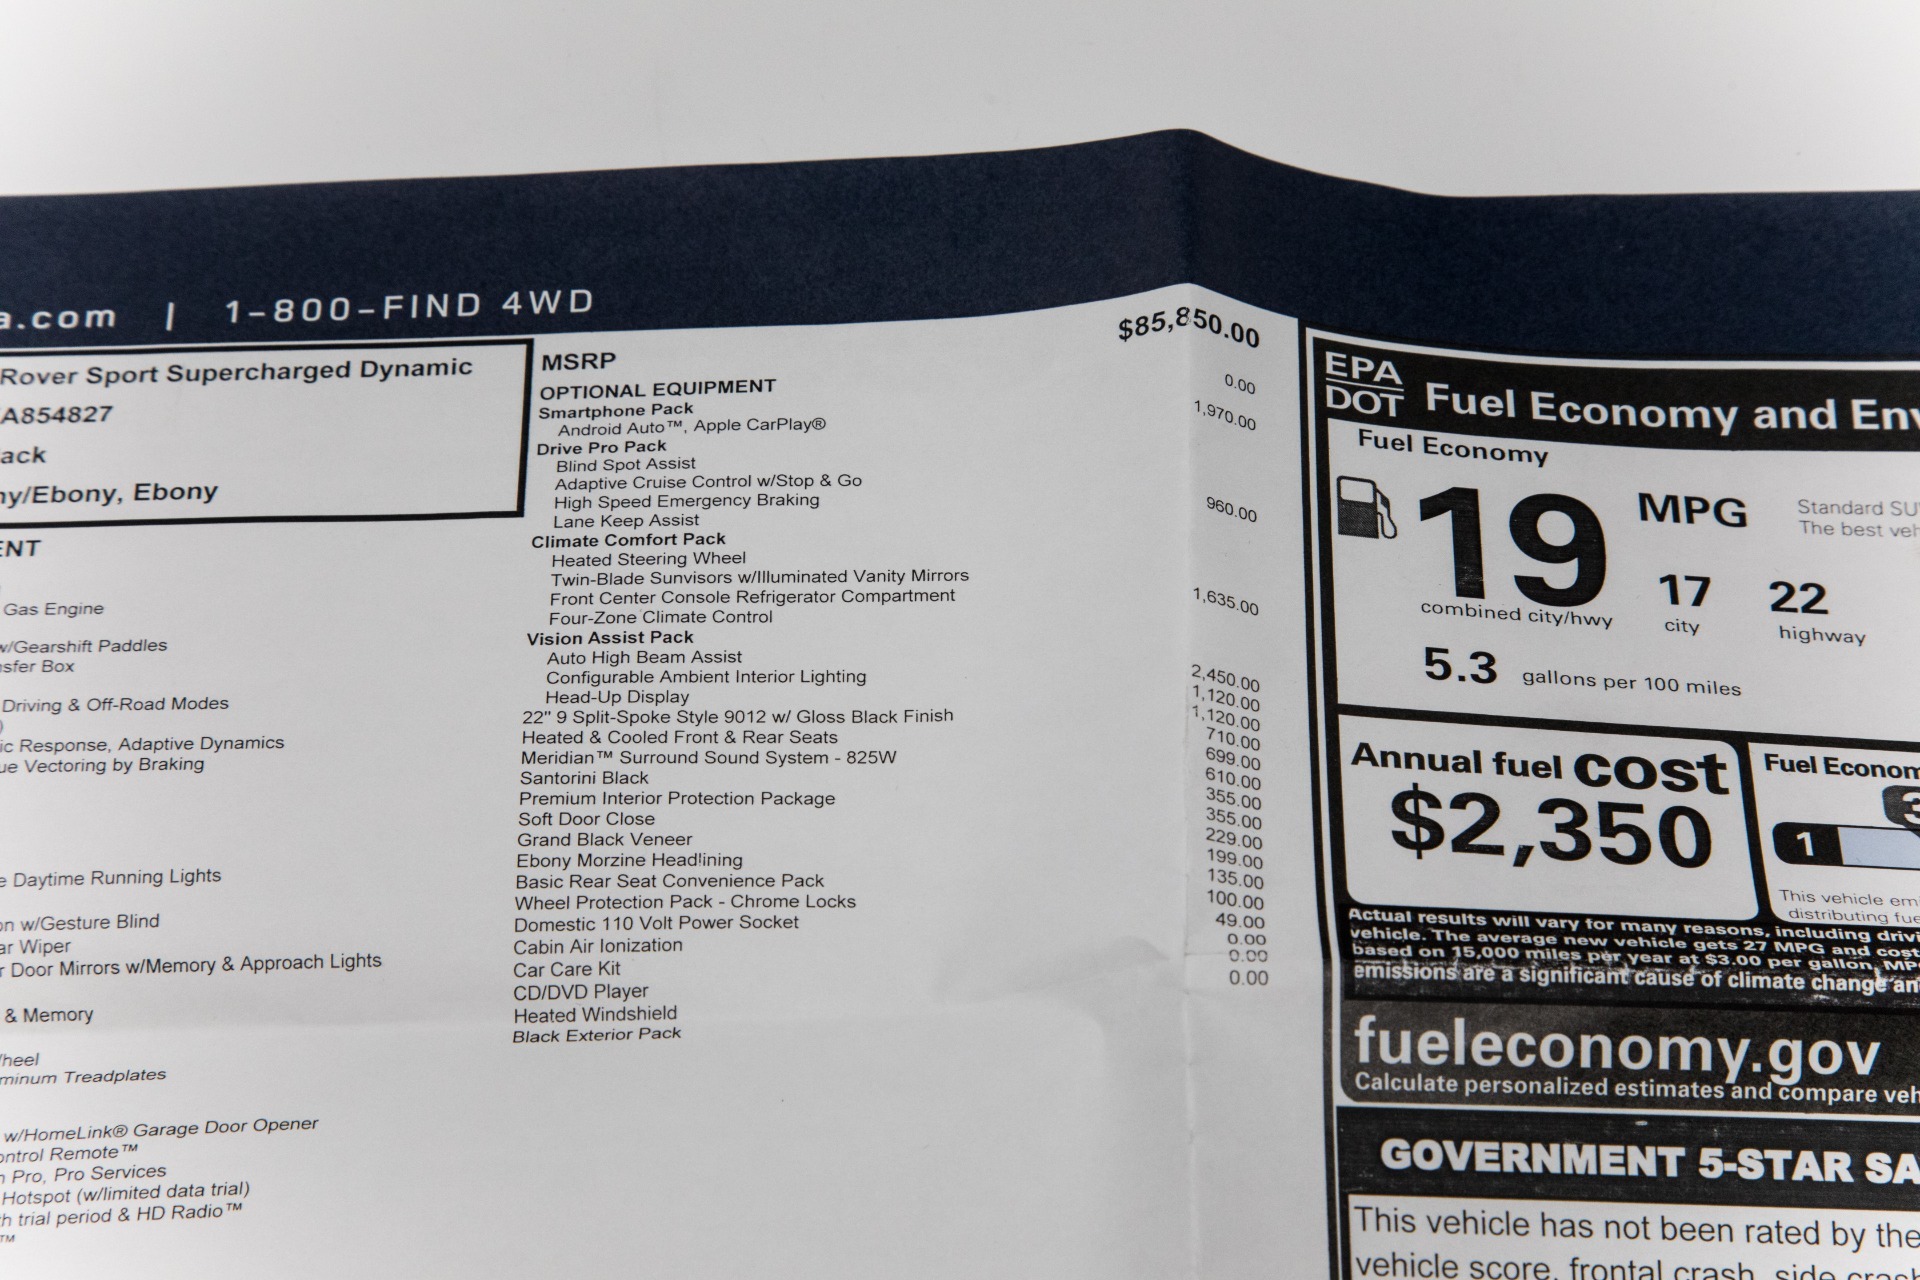 a.com | 1-800-FIND 4WD
Rover Sport Supercharged Dynamic
A854827
ack
ny/Ebony, Ebony
ENT
Gas Engine
w/Gearshift Paddles
nsfer Box
Driving & Off-Road Modes
)
ic Response, Adaptive Dynamics
ue Vectoring by Braking
e Daytime Running Lights
on w/Gesture Blind
ar Wiper
r Door Mirrors w/Memory & Approach Lights
& Memory
heel
minum Treadplates
w/HomeLink® Garage Door Opener
ontrol Remote™
n Pro, Pro Services
Hotspot (w/limited data trial)
th trial period & HD Radio™
™
MSRP $85,850.00
OPTIONAL EQUIPMENT
Smartphone Pack 0.00
Android Auto™, Apple CarPlay®
Drive Pro Pack 1,970.00
Blind Spot Assist
Adaptive Cruise Control w/Stop & Go
High Speed Emergency Braking
Lane Keep Assist
Climate Comfort Pack 960.00
Heated Steering Wheel
Twin-Blade Sunvisors w/Illuminated Vanity Mirrors
Front Center Console Refrigerator Compartment
Four-Zone Climate Control
Vision Assist Pack 1,635.00
Auto High Beam Assist
Configurable Ambient Interior Lighting
Head-Up Display
22" 9 Split-Spoke Style 9012 w/ Gloss Black Finish 2,450.00
Heated & Cooled Front & Rear Seats 1,120.00
Meridian™ Surround Sound System - 825W 1,120.00
Santorini Black 710.00
Premium Interior Protection Package 699.00
Soft Door Close 610.00
Grand Black Veneer 355.00
Ebony Morzine Headlining 355.00
Basic Rear Seat Convenience Pack 229.00
Wheel Protection Pack - Chrome Locks 199.00
Domestic 110 Volt Power Socket 135.00
Cabin Air Ionization 100.00
Car Care Kit 49.00
CD/DVD Player 0.00
Heated Windshield 0.00
Black Exterior Pack 0.00
EPA
DOT Fuel Economy and Env
Fuel Economy
19 MPG
combined city/hwy
17
city
22
highway
Standard SU
The best veh
5.3 gallons per 100 miles
Annual fuel cost
$2,350
Fuel Econom
3
1
This vehicle em
distributing fue
Actual results will vary for many reasons, including drivi
vehicle. The average new vehicle gets 27 MPG and cost
based on 15,000 miles per year at $3.00 per gallon. MP
emissions are a significant cause of climate change an
fueleconomy.gov
Calculate personalized estimates and compare veh
GOVERNMENT 5-STAR SA
This vehicle has not been rated by the
vehicle score, frontal crash, side crash